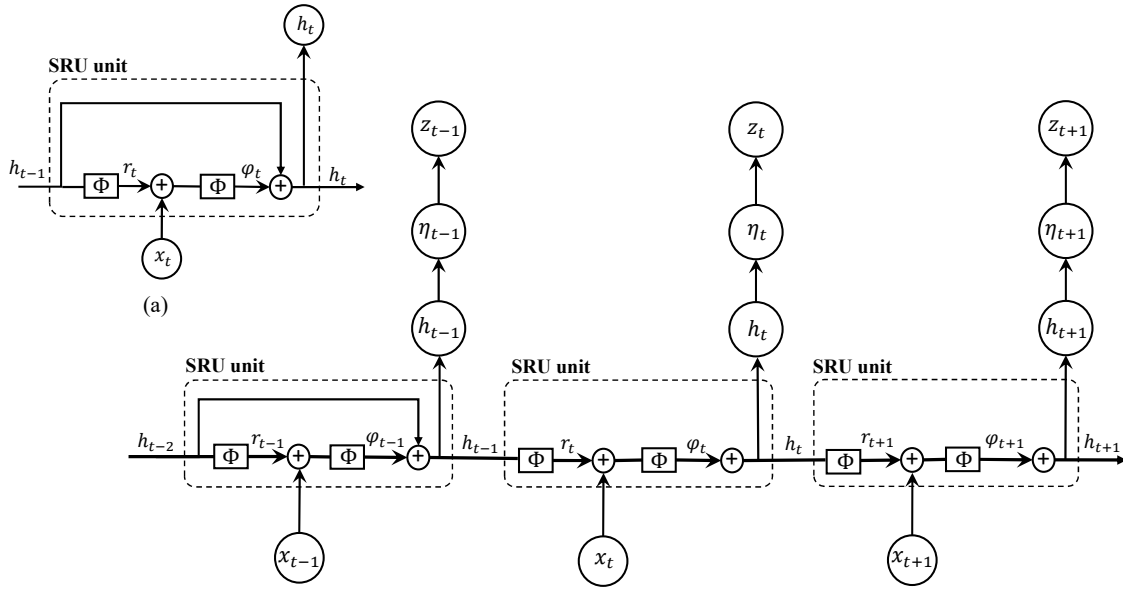 h_t
SRU unit
h_{t−1} Φ r_t + Φ φ_t + h_t
x_t
(a)
z_{t−1} z_t z_{t+1}
η_{t−1} η_t η_{t+1}
h_{t−1} h_t h_{t+1}
SRU unit SRU unit SRU unit
h_{t−2} Φ r_{t−1} + Φ φ_{t−1} + h_{t−1} Φ r_t + Φ φ_t + h_t Φ r_{t+1} + Φ φ_{t+1} + h_{t+1}
x_{t−1} x_t x_{t+1}